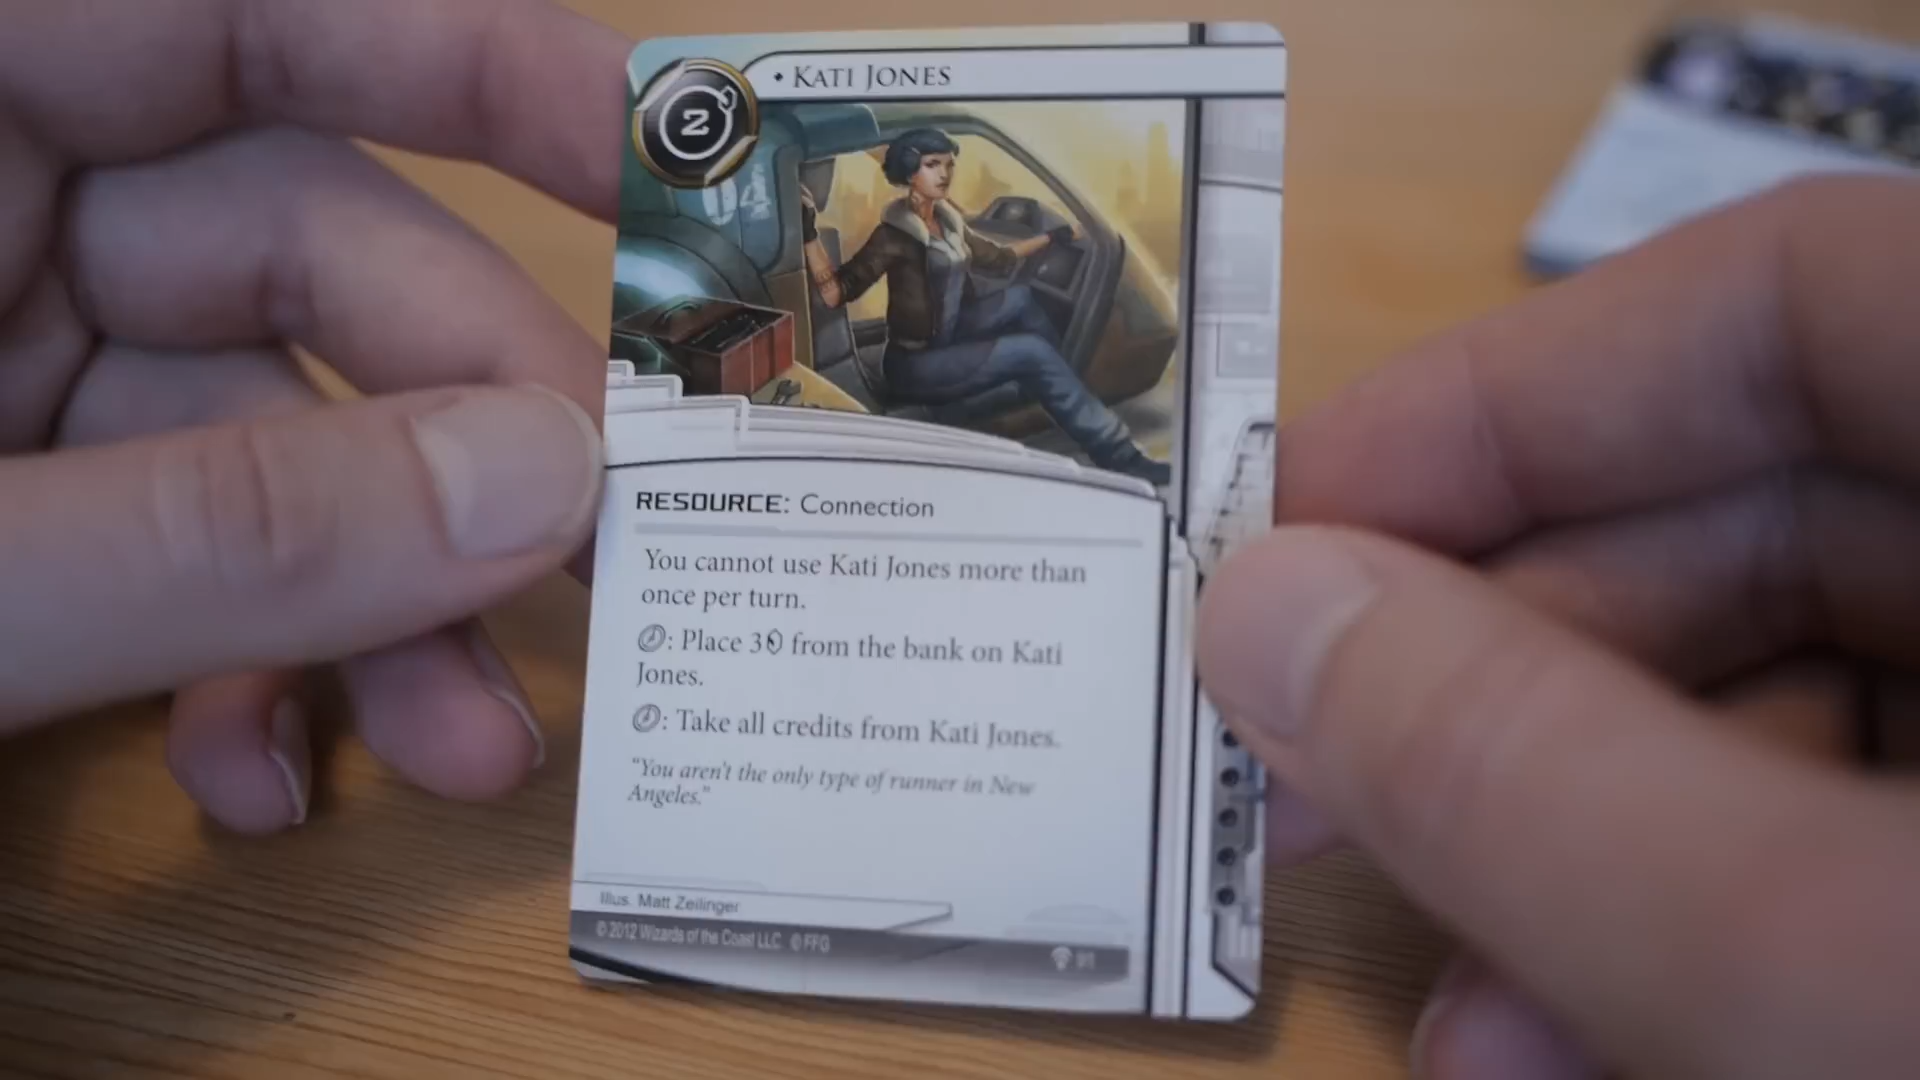 2
• KATI JONES
RESOURCE: Connection
You cannot use Kati Jones more than
once per turn.
: Place 3 from the bank on Kati
Jones.
: Take all credits from Kati Jones.
"You aren't the only type of runner in New
Angeles."
Illus. Matt Zeilinger
© 2012 Wizards of the Coast LLC. © FFG
91